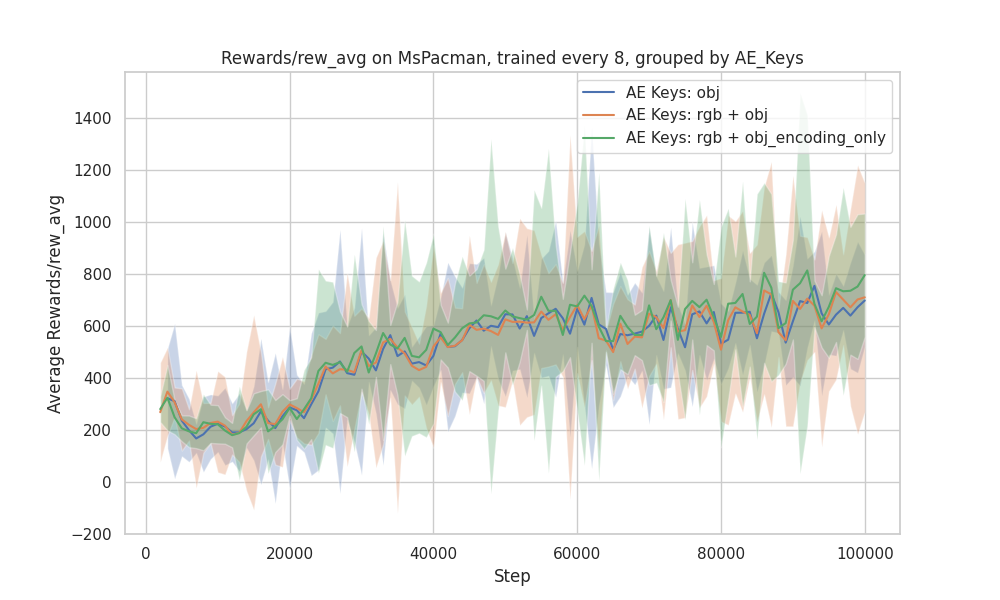 Rewards/rew_avg on MsPacman, trained every 8, grouped by AE_Keys
AE Keys: obj
AE Keys: rgb + obj
AE Keys: rgb + obj_encoding_only
Average Rewards/rew_avg
1400
1200
1000
800
600
400
200
0
−200
0
20000
40000
60000
80000
100000
Step